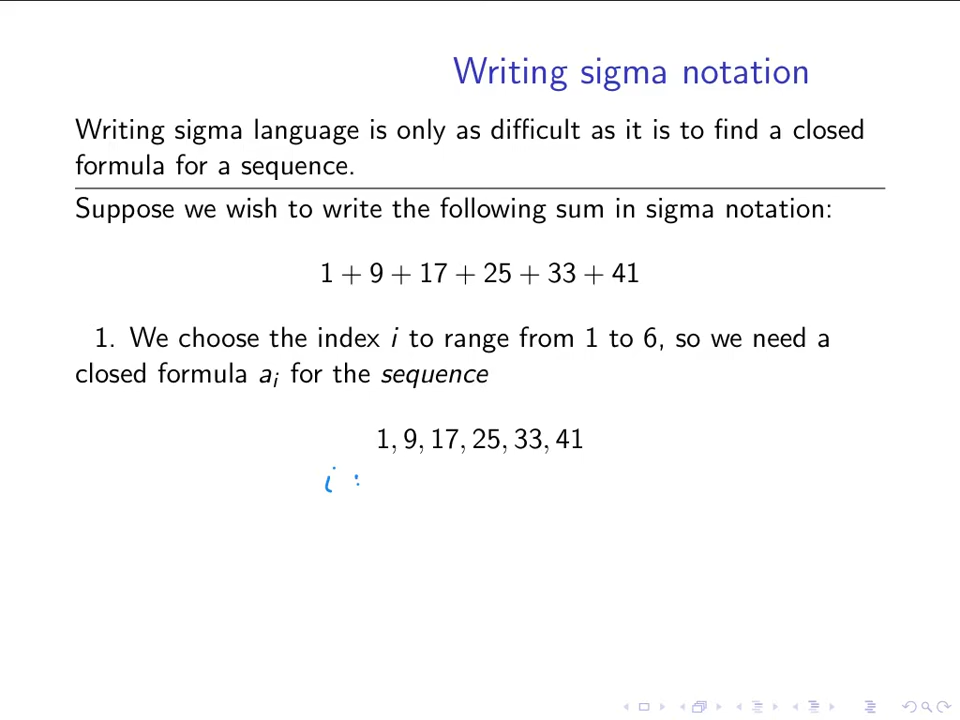 Writing sigma notation
Writing sigma language is only as difficult as it is to find a closed
formula for a sequence.
Suppose we wish to write the following sum in sigma notation:
1 + 9 + 17 + 25 + 33 + 41
1. We choose the index i to range from 1 to 6, so we need a
closed formula aᵢ for the sequence
1, 9, 17, 25, 33, 41
i :